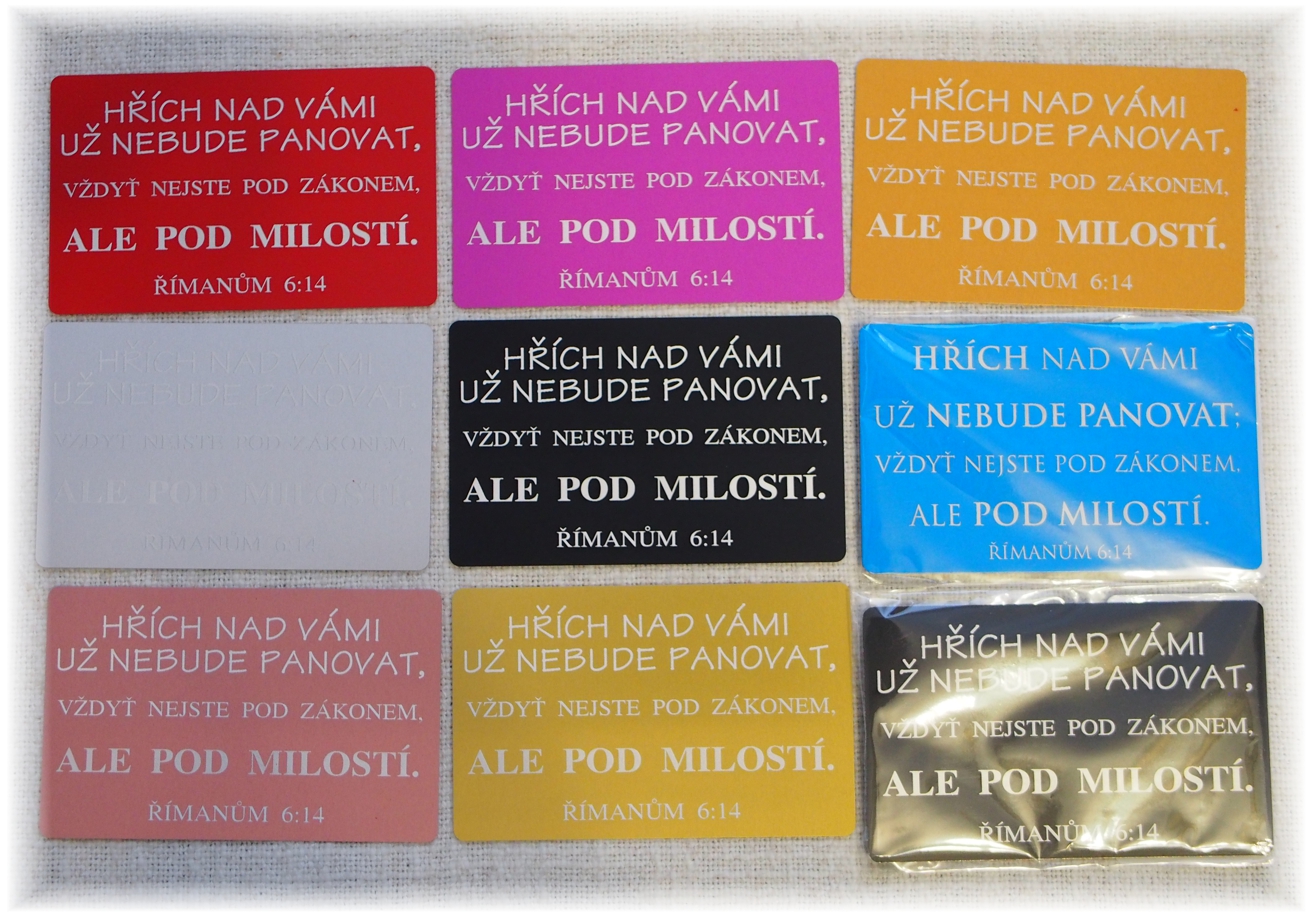 HŘÍCH NAD VÁMI
UŽ NEBUDE PANOVAT,
VŽDYŤ NEJSTE POD ZÁKONEM,
ALE POD MILOSTÍ.
ŘÍMANŮM 6:14
HŘÍCH NAD VÁMI
UŽ NEBUDE PANOVAT,
VŽDYŤ NEJSTE POD ZÁKONEM,
ALE POD MILOSTÍ.
ŘÍMANŮM 6:14
HŘÍCH NAD VÁMI
UŽ NEBUDE PANOVAT,
VŽDYŤ NEJSTE POD ZÁKONEM,
ALE POD MILOSTÍ.
ŘÍMANŮM 6:14
HŘÍCH NAD VÁMI
UŽ NEBUDE PANOVAT,
VŽDYŤ NEJSTE POD ZÁKONEM,
ALE POD MILOSTÍ.
ŘÍMANŮM 6:14
HŘÍCH NAD VÁMI
UŽ NEBUDE PANOVAT,
VŽDYŤ NEJSTE POD ZÁKONEM,
ALE POD MILOSTÍ.
ŘÍMANŮM 6:14
HŘÍCH NAD VÁMI
UŽ NEBUDE PANOVAT;
VŽDYŤ NEJSTE POD ZÁKONEM,
ALE POD MILOSTÍ.
ŘÍMANŮM 6:14
HŘÍCH NAD VÁMI
UŽ NEBUDE PANOVAT,
VŽDYŤ NEJSTE POD ZÁKONEM,
ALE POD MILOSTÍ.
ŘÍMANŮM 6:14
HŘÍCH NAD VÁMI
UŽ NEBUDE PANOVAT,
VŽDYŤ NEJSTE POD ZÁKONEM,
ALE POD MILOSTÍ.
ŘÍMANŮM 6:14
HŘÍCH NAD VÁMI
UŽ NEBUDE PANOVAT,
VŽDYŤ NEJSTE POD ZÁKONEM,
ALE POD MILOSTÍ.
ŘÍMANŮM 6:14